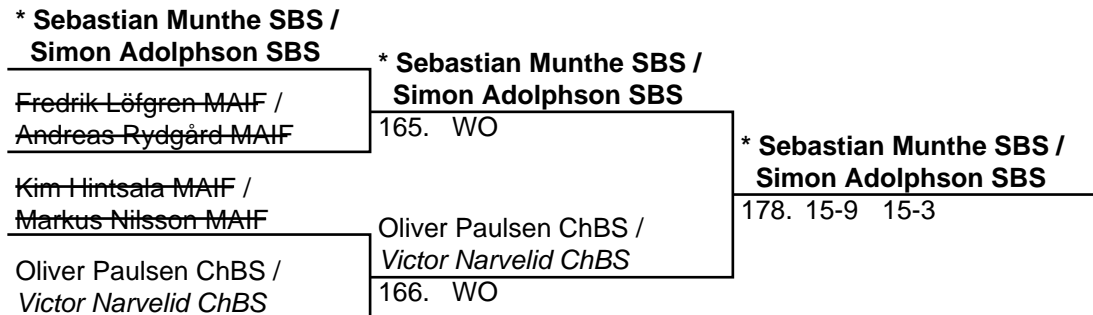 * Sebastian Munthe SBS /
Simon Adolphson SBS
Fredrik Löfgren MAIF /
Andreas Rydgård MAIF
Kim Hintsala MAIF /
Markus Nilsson MAIF
Oliver Paulsen ChBS /
Victor Narvelid ChBS
* Sebastian Munthe SBS /
Simon Adolphson SBS
165. WO
Oliver Paulsen ChBS /
Victor Narvelid ChBS
166. WO
* Sebastian Munthe SBS /
Simon Adolphson SBS
178. 15-9 15-3